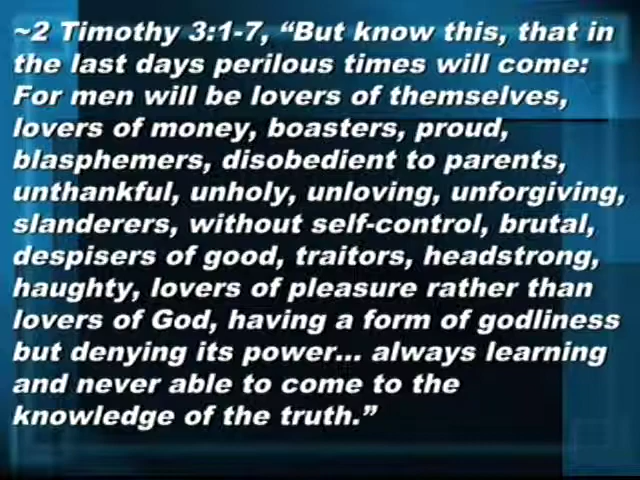 ~2 Timothy 3:1-7, “But know this, that in
the last days perilous times will come:
For men will be lovers of themselves,
lovers of money, boasters, proud,
blasphemers, disobedient to parents,
unthankful, unholy, unloving, unforgiving,
slanderers, without self-control, brutal,
despisers of good, traitors, headstrong,
haughty, lovers of pleasure rather than
lovers of God, having a form of godliness
but denying its power... always learning
and never able to come to the
knowledge of the truth.”